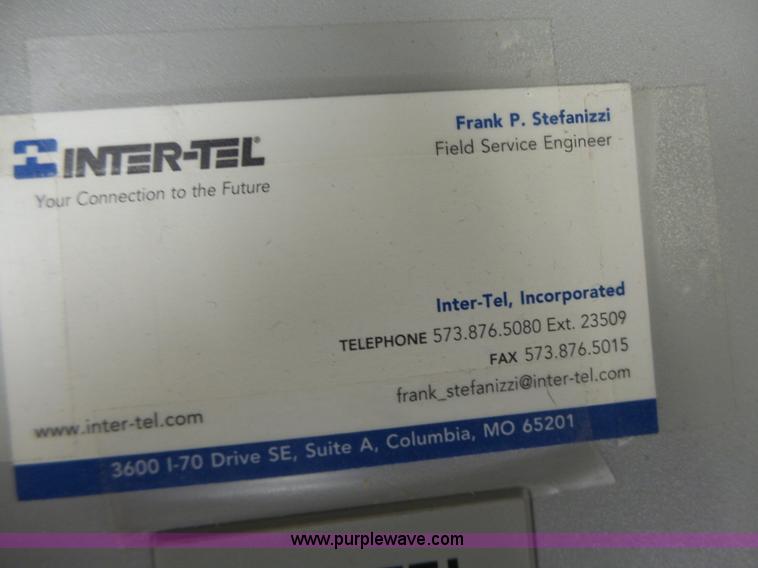 INTER-TEL®
Your Connection to the Future
Frank P. Stefanizzi
Field Service Engineer
Inter-Tel, Incorporated
TELEPHONE 573.876.5080 Ext. 23509
FAX 573.876.5015
frank_stefanizzi@inter-tel.com
www.inter-tel.com
3600 I-70 Drive SE, Suite A, Columbia, MO 65201
www.purplewave.com